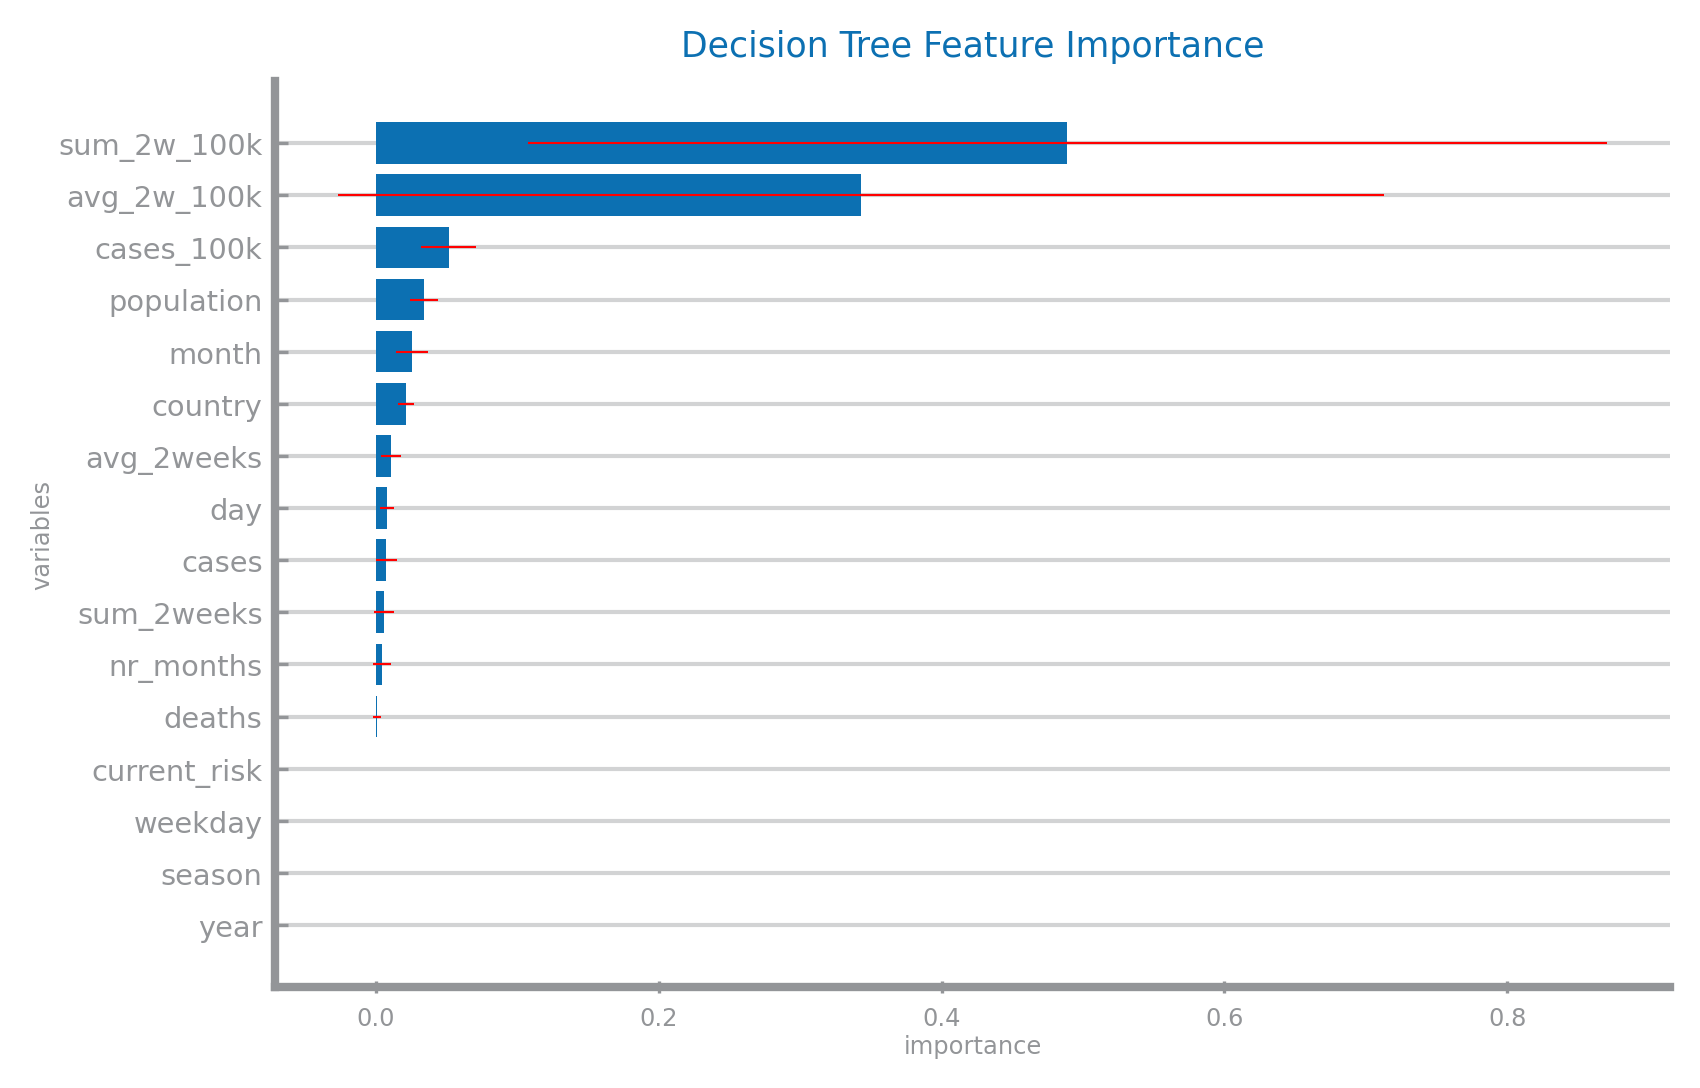 Decision Tree Feature Importance
sum_2w_100k
avg_2w_100k
cases_100k
population
month
country
avg_2weeks
day
cases
sum_2weeks
nr_months
deaths
current_risk
weekday
season
year
variables
0.0 0.2 0.4 0.6 0.8
importance